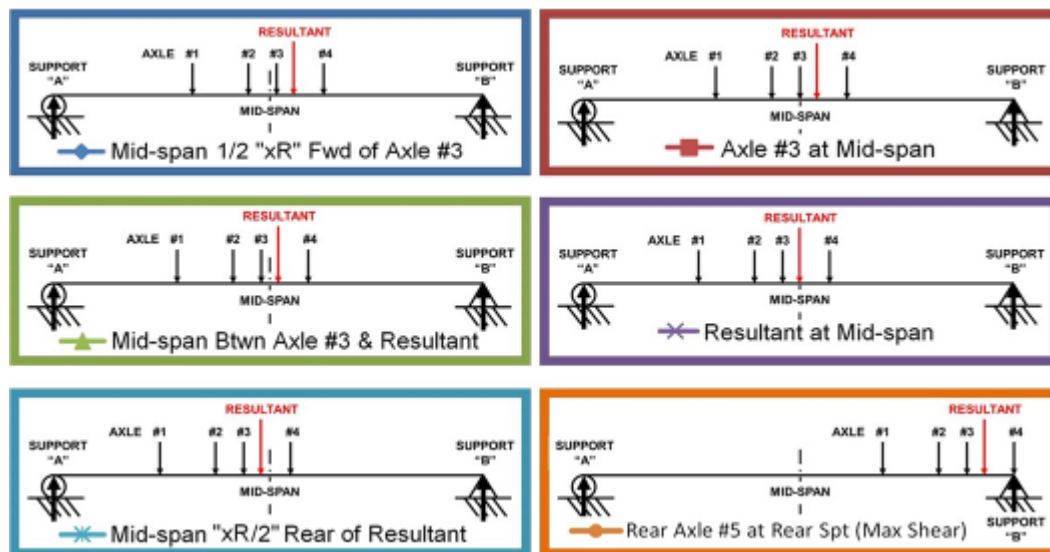 RESULTANT
AXLE #1 #2 #3 #4
SUPPORT "A"
SUPPORT "B"
MID-SPAN
Mid-span 1/2 "xR" Fwd of Axle #3
RESULTANT
AXLE #1 #2 #3 #4
SUPPORT "A"
SUPPORT "B"
MID-SPAN
Axle #3 at Mid-span
RESULTANT
AXLE #1 #2 #3 #4
SUPPORT "A"
SUPPORT "B"
MID-SPAN
Mid-span Btwn Axle #3 & Resultant
RESULTANT
AXLE #1 #2 #3 #4
SUPPORT "A"
SUPPORT "B"
MID-SPAN
Resultant at Mid-span
RESULTANT
AXLE #1 #2 #3 #4
SUPPORT "A"
SUPPORT "B"
MID-SPAN
Mid-span "xR/2" Rear of Resultant
RESULTANT
AXLE #1 #2 #3 #4
SUPPORT "A"
MID-SPAN
Rear Axle #5 at Rear Spt (Max Shear)
SUPPORT "B"